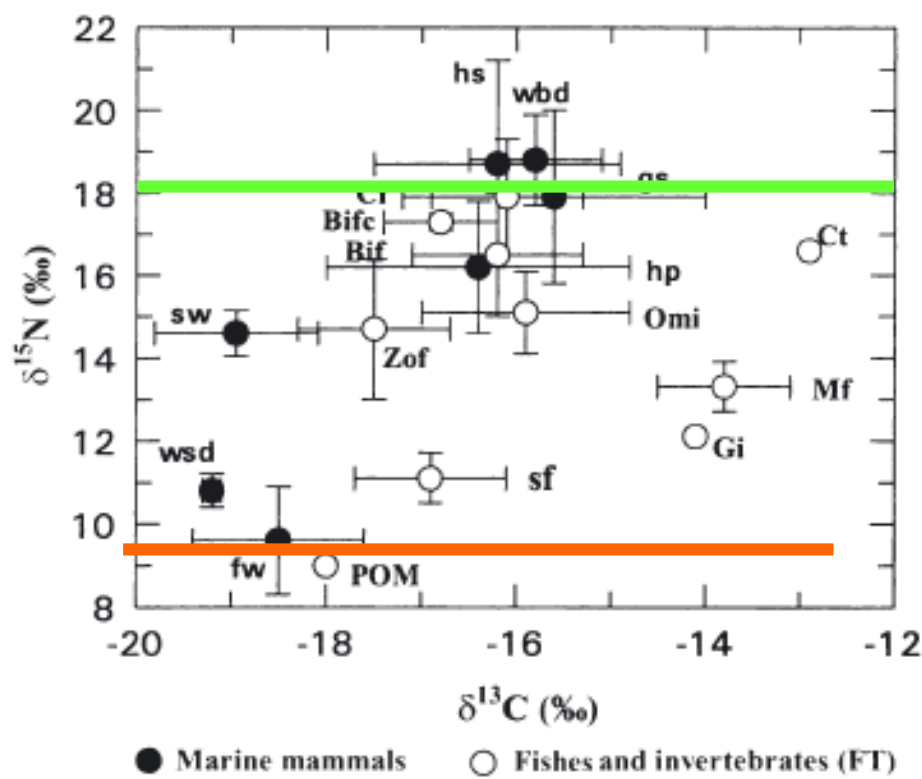 22
20
18
16
14
12
10
8
δ¹⁵N (‰)
hs
wbd
Bifc
Bif
Ct
hp
sw
Omi
Zof
Mf
Gi
wsd
sf
fw
POM
-20
-18
-16
-14
-12
δ¹³C (‰)
Marine mammals
Fishes and invertebrates (FT)